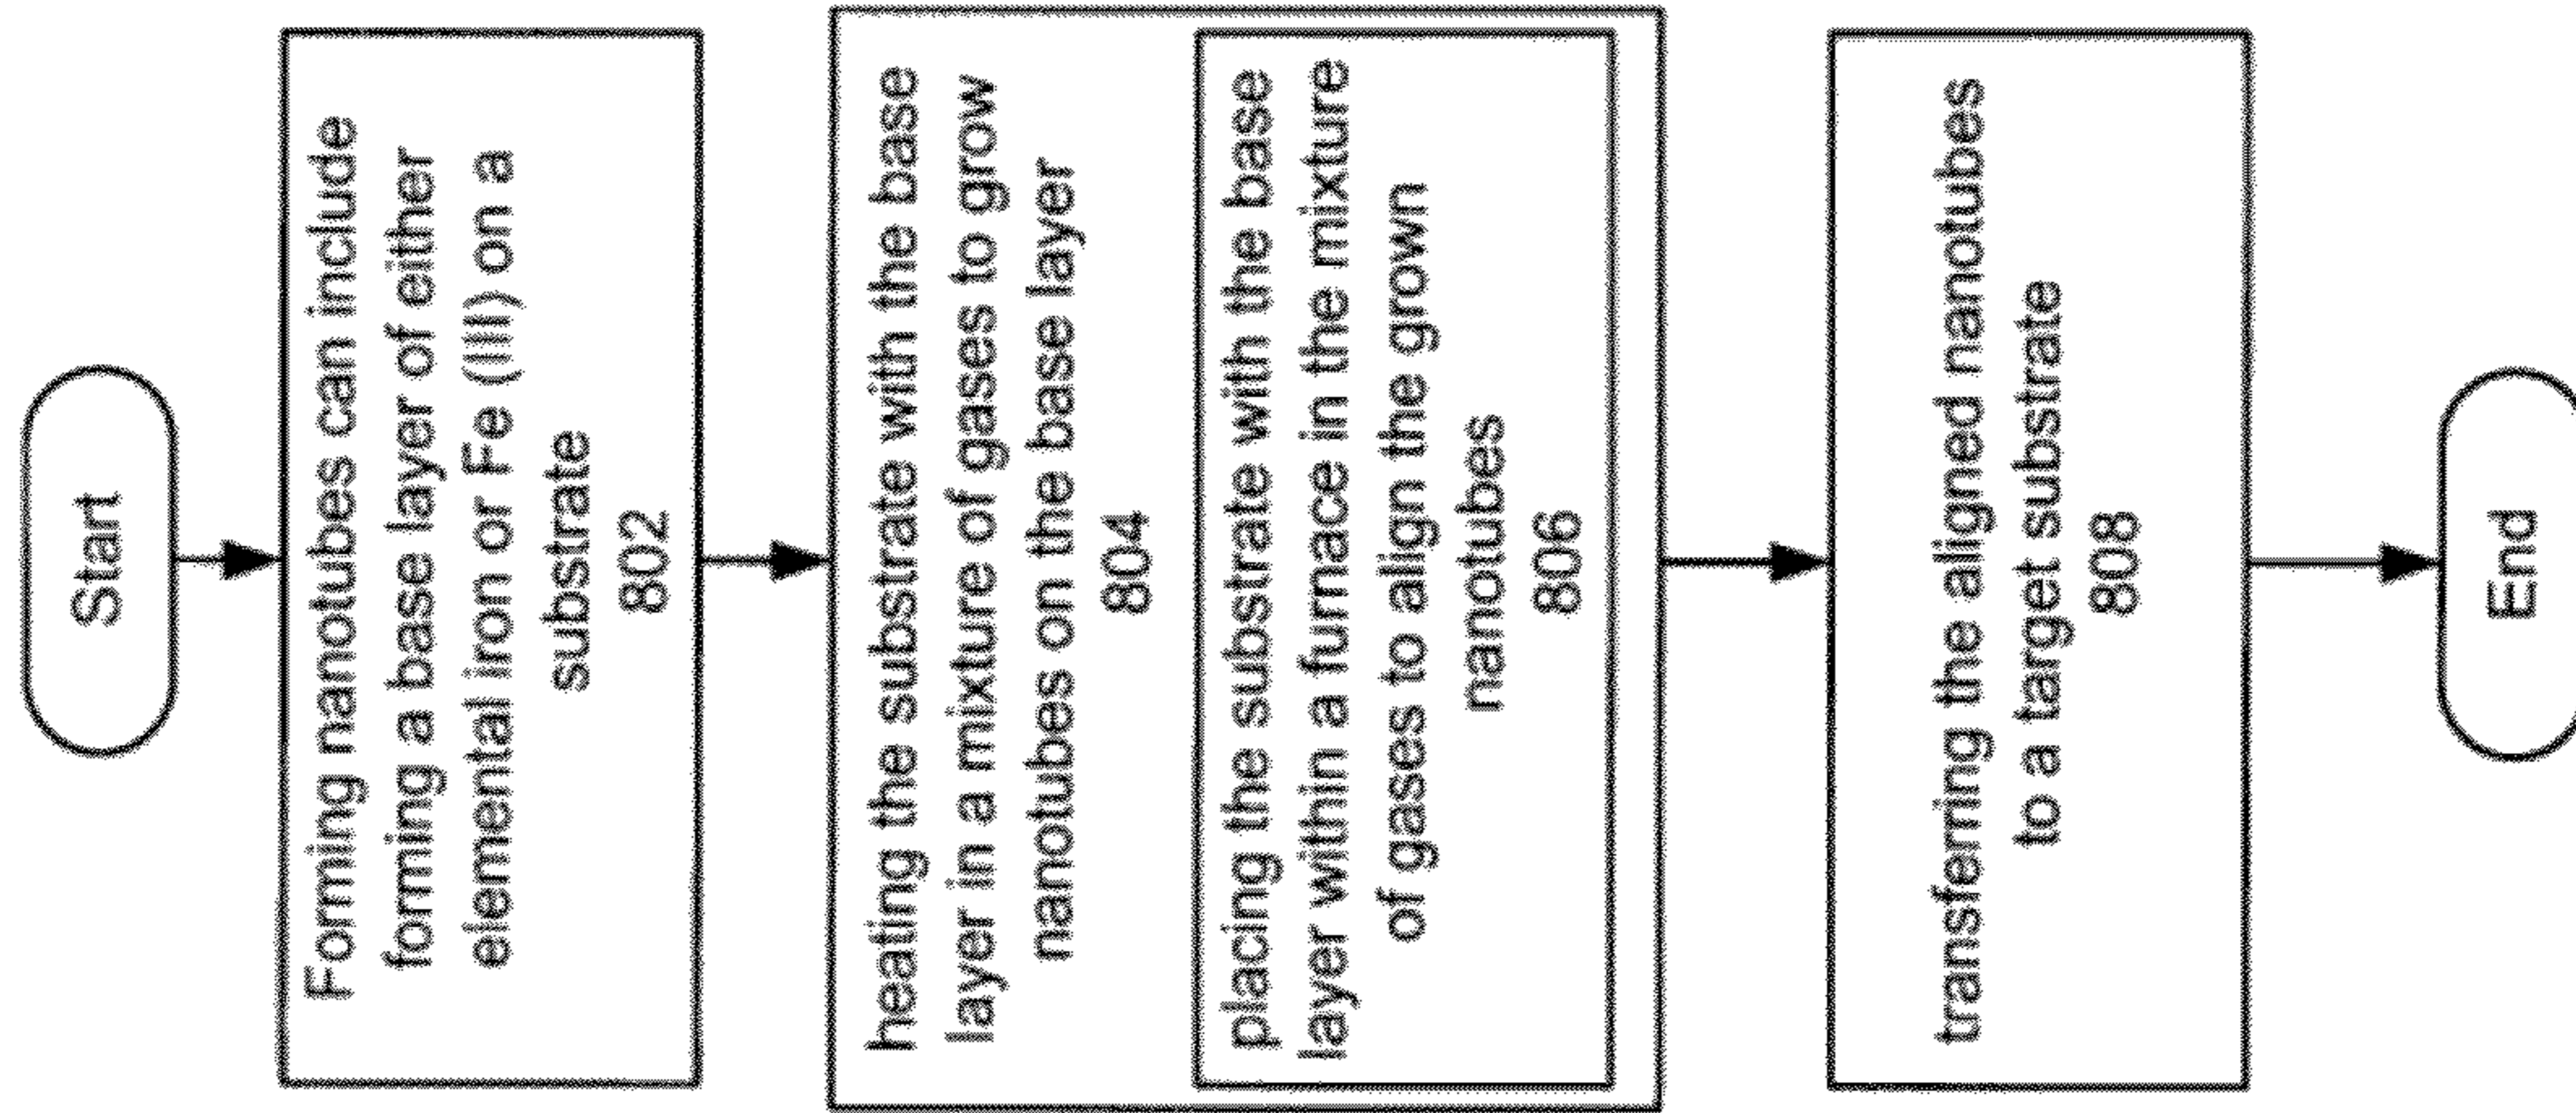 Start
Forming nanotubes can include
forming a base layer of either
elemental iron or Fe (III) on a
substrate
802
heating the substrate with the base
layer in a mixture of gases to grow
nanotubes on the base layer
804
placing the substrate with the base
layer within a furnace in the mixture
of gases to align the grown
nanotubes
806
transferring the aligned nanotubes
to a target substrate
808
End